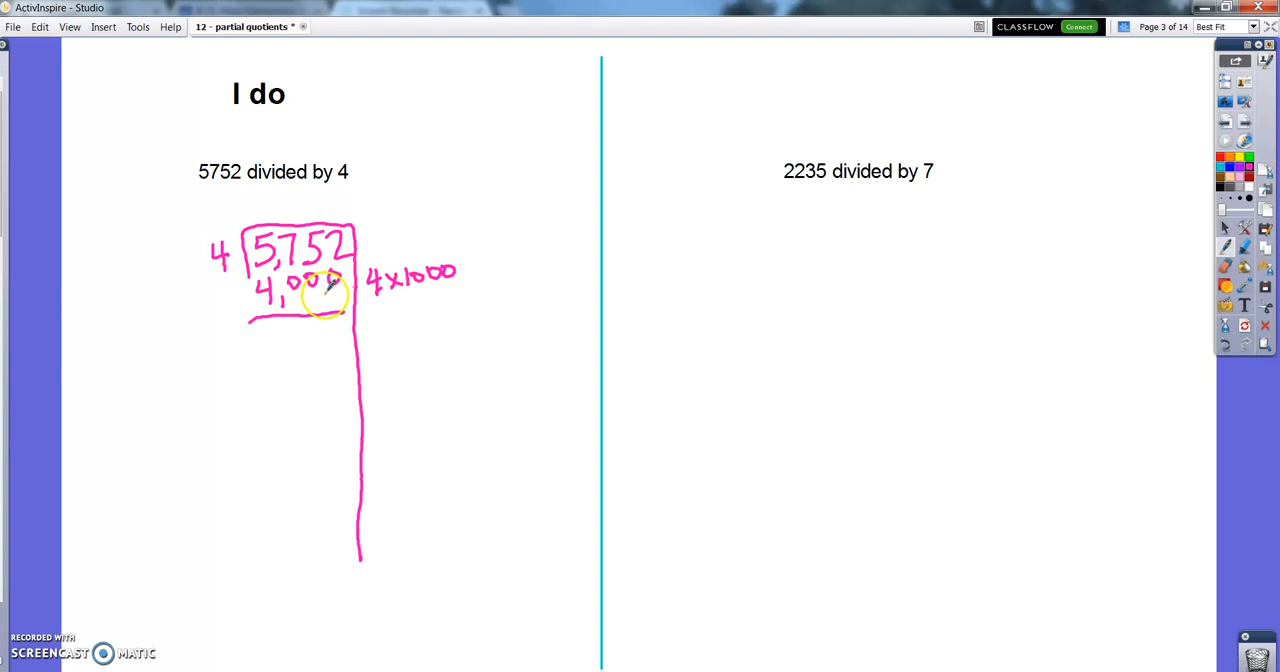 ActivInspire - Studio
File Edit View Insert Tools Help 12 - partial quotients * CLASSFLOW Connect Page 3 of 14 Best Fit
I do
5752 divided by 4
2235 divided by 7
4 5,752
4,000 4x1000
RECORDED WITH
SCREENCAST MATIC